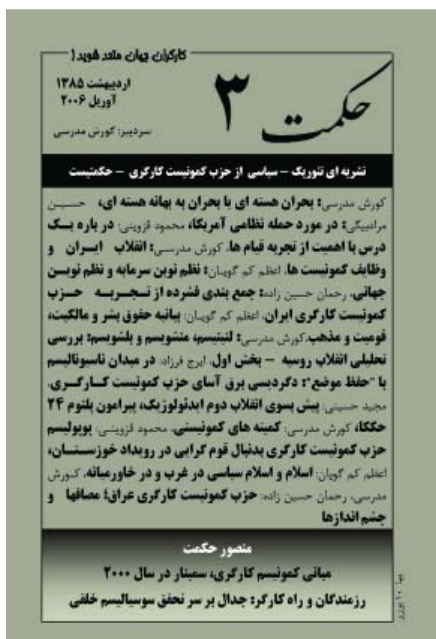 کارگران جهان متحد شوید!
حکمت ۳
اردیبهشت ۱۳۸۵
آوریل ۲۰۰۶
سردبیر: کورش مدرسی
نشریه ای تئوریک – سیاسی از حزب کمونیست کارگری – حکمتیست
کورش مدرسی: بحران هسته ای یا بحران به بهانه هسته ای، حسین
مرادبیگی: در مورد حمله نظامی آمریکا، محمود قزوینی: در باره یک
درس با اهمیت از تجربه قیام ها، کورش مدرسی: انقلاب ایران و
وظایف کمونیست ها، اعظم کم گویان: نظم نوین سرمایه و نظم نوین
جهانی، رحمان حسین زاده: جمع بندی فشرده از تجربه حزب
کمونیست کارگری ایران، اعظم کم گویان: بیانیه حقوق بشر و مالکیت،
قومیت و مذهب، کورش مدرسی: لنینیسم، منشویسم و بلشویسم: بررسی
تحلیلی انقلاب روسیه – بخش اول، ایرج فرزاد: در میدان ناسیونالیسم
با "حفظ موضع": دگردیسی برق آسای حزب کمونیست کارگری،
مجید حسینی: پیش بسوی انقلاب دوم ایدئولوژیک، پیرامون پلنوم ۲۴
حککا، کورش مدرسی: کمیته های کمونیستی، محمود قزوینی: پوپولیسم
حزب کمونیست کارگری بدنبال قوم گرایی در رویداد خوزستان،
اعظم کم گویان: اسلام و اسلام سیاسی در غرب و در خاورمیانه، کورش
مدرسی، رحمان حسین زاده: حزب کمونیست کارگری عراق؛ مصافها و
چشم اندازها
منصور حکمت
مبانی کمونیسم کارگری، سمینار در سال ۲۰۰۰
رزمندگان و راه کارگر: جدال بر سر تحقق سوسیالیسم خلقی